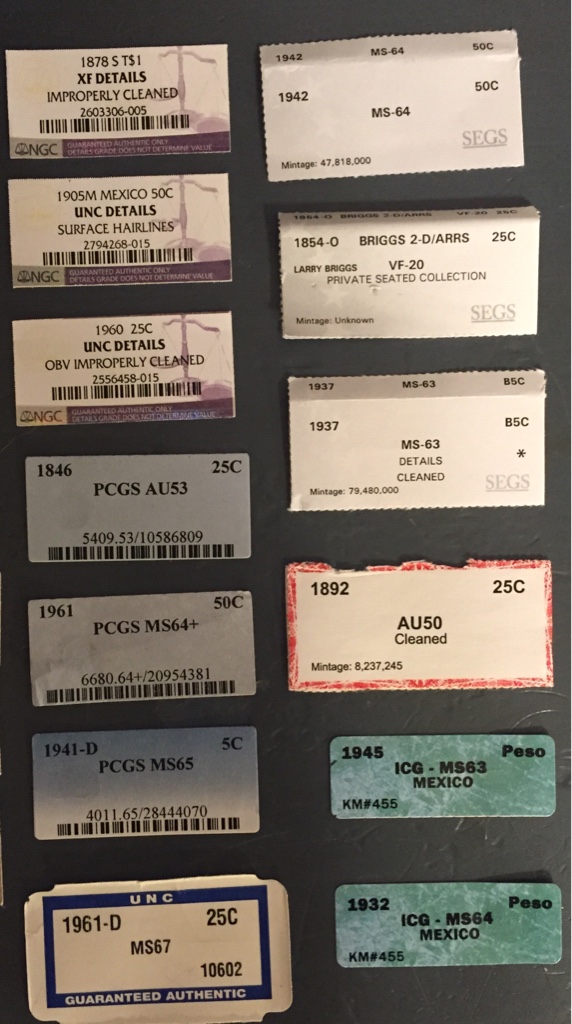 1878 S T$1
XF DETAILS
IMPROPERLY CLEANED
2603306-005
NGC GUARANTEED AUTHENTIC ONLY
DETAILS GRADE DOES NOT DETERMINE VALUE
1905M MEXICO 50C
UNC DETAILS
SURFACE HAIRLINES
2794268-015
NGC GUARANTEED AUTHENTIC ONLY
DETAILS GRADE DOES NOT DETERMINE VALUE
1960 25C
UNC DETAILS
OBV IMPROPERLY CLEANED
2556458-015
NGC GUARANTEED AUTHENTIC ONLY
DETAILS GRADE DOES NOT DETERMINE VALUE
1846 25C
PCGS AU53
5409.53/10586809
1961 50C
PCGS MS64+
6680.64+/20954381
1941-D 5C
PCGS MS65
4011.65/28444070
UNC
1961-D 25C
MS67
10602
GUARANTEED AUTHENTIC
1942 MS-64 50C
1942 50C
MS-64
SEGS
Mintage: 47,818,000
1854-O BRIGGS 2-D/ARRS VF-20 25C
1854-O BRIGGS 2-D/ARRS 25C
LARRY BRIGGS VF-20
PRIVATE SEATED COLLECTION
SEGS
Mintage: Unknown
1937 MS-63 B5C
1937 B5C
MS-63
DETAILS *
CLEANED
SEGS
Mintage: 79,480,000
1892 25C
AU50
Cleaned
Mintage: 8,237,245
1945 Peso
ICG - MS63
MEXICO
KM#455
1932 Peso
ICG - MS64
MEXICO
KM#455